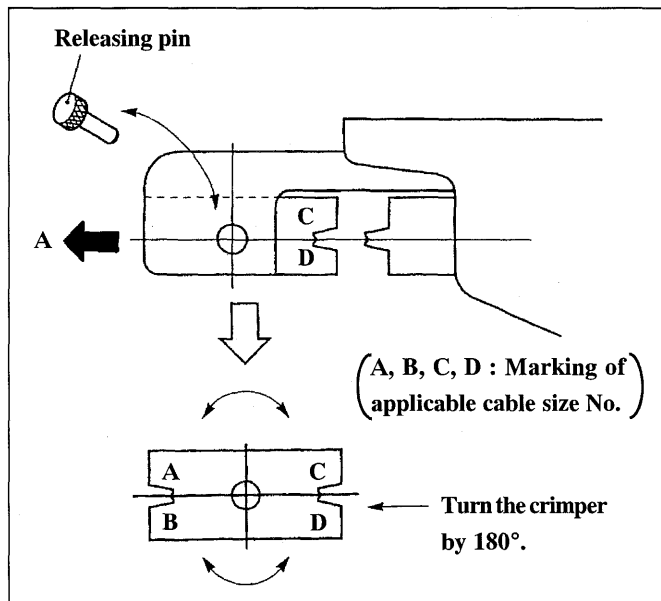 Releasing pin
A
C
D
(A, B, C, D : Marking of
applicable cable size No.)
A
C
B
D
Turn the crimper
by 180°.